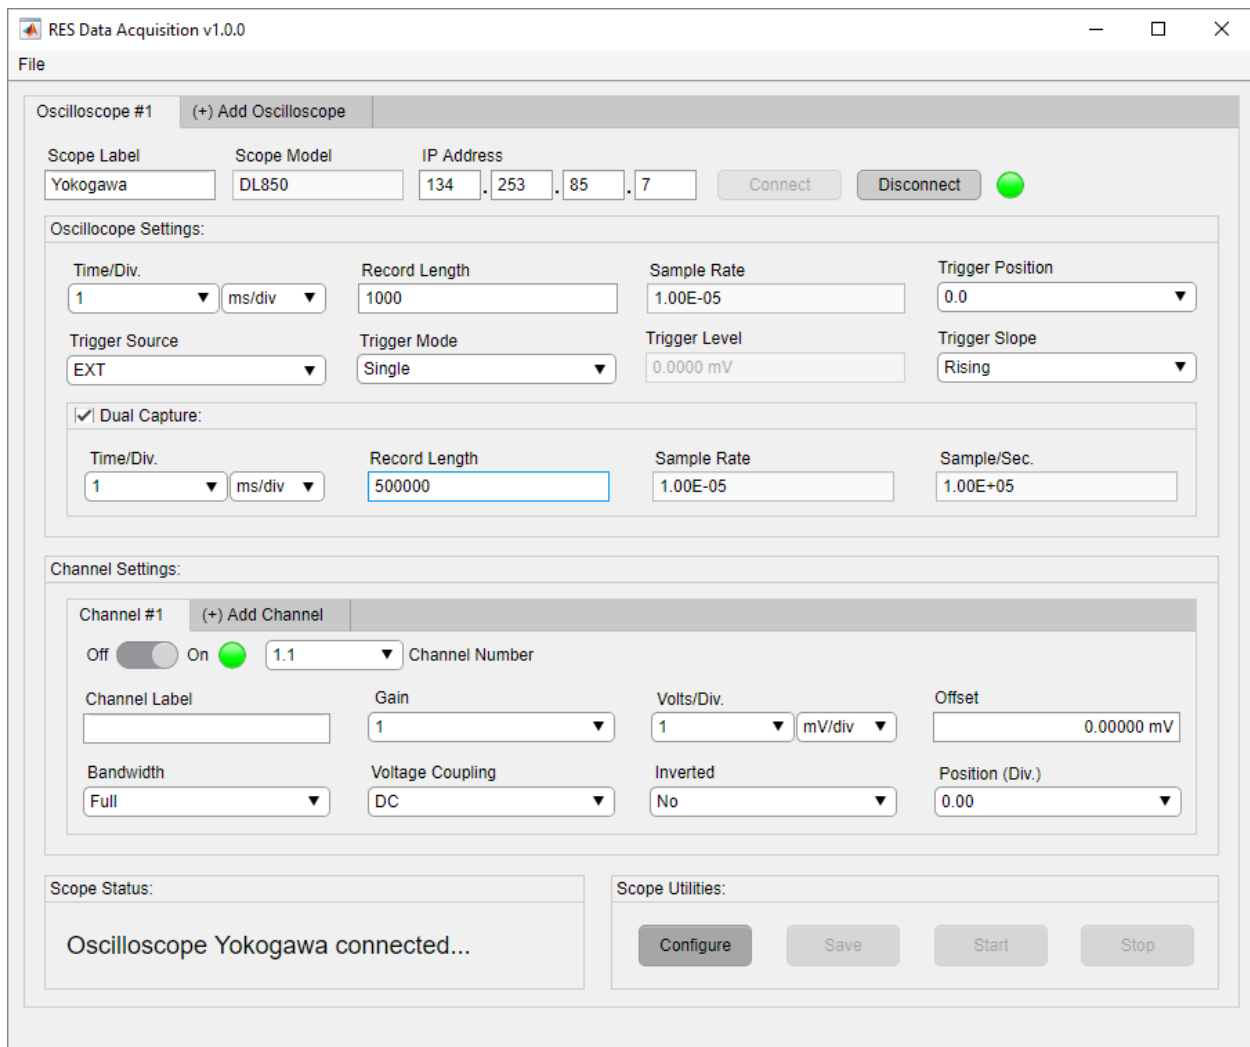 RES Data Acquisition v1.0.0
File
Oscilloscope #1 (+) Add Oscilloscope
Scope Label Scope Model IP Address
Yokogawa DL850 134 . 253 . 85 . 7 Connect Disconnect
Oscillocope Settings:
Time/Div. Record Length Sample Rate Trigger Position
1 ms/div 1000 1.00E-05 0.0
Trigger Source Trigger Mode Trigger Level Trigger Slope
EXT Single 0.0000 mV Rising
Dual Capture:
Time/Div. Record Length Sample Rate Sample/Sec.
1 ms/div 500000 1.00E-05 1.00E+05
Channel Settings:
Channel #1 (+) Add Channel
Off On 1.1 Channel Number
Channel Label Gain Volts/Div. Offset
1 1 mV/div 0.00000 mV
Bandwidth Voltage Coupling Inverted Position (Div.)
Full DC No 0.00
Scope Status: Scope Utilities:
Oscilloscope Yokogawa connected... Configure Save Start Stop